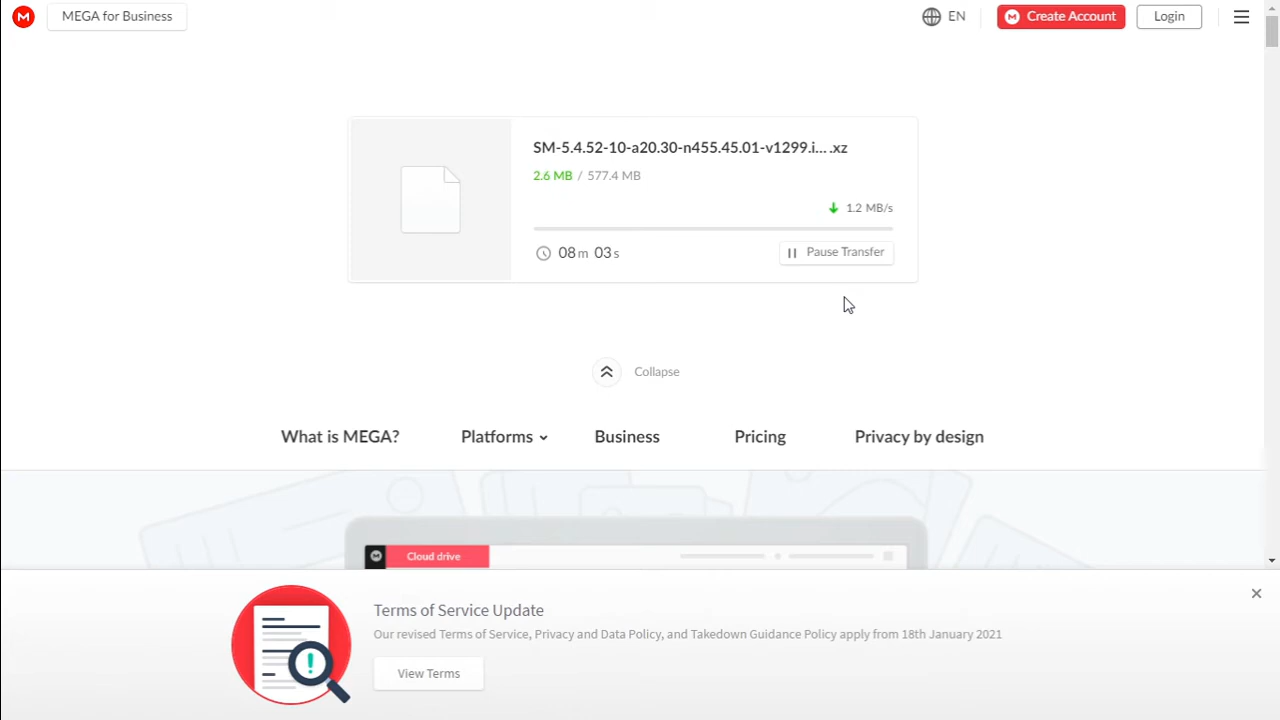 MEGA for Business
EN
Create Account
Login
SM-5.4.52-10-a20.30-n455.45.01-v1299.i... .xz
2.6 MB / 577.4 MB
1.2 MB/s
08m 03s
Pause Transfer
Collapse
What is MEGA?
Platforms
Business
Pricing
Privacy by design
Cloud drive
Terms of Service Update
Our revised Terms of Service, Privacy and Data Policy, and Takedown Guidance Policy apply from 18th January 2021
View Terms